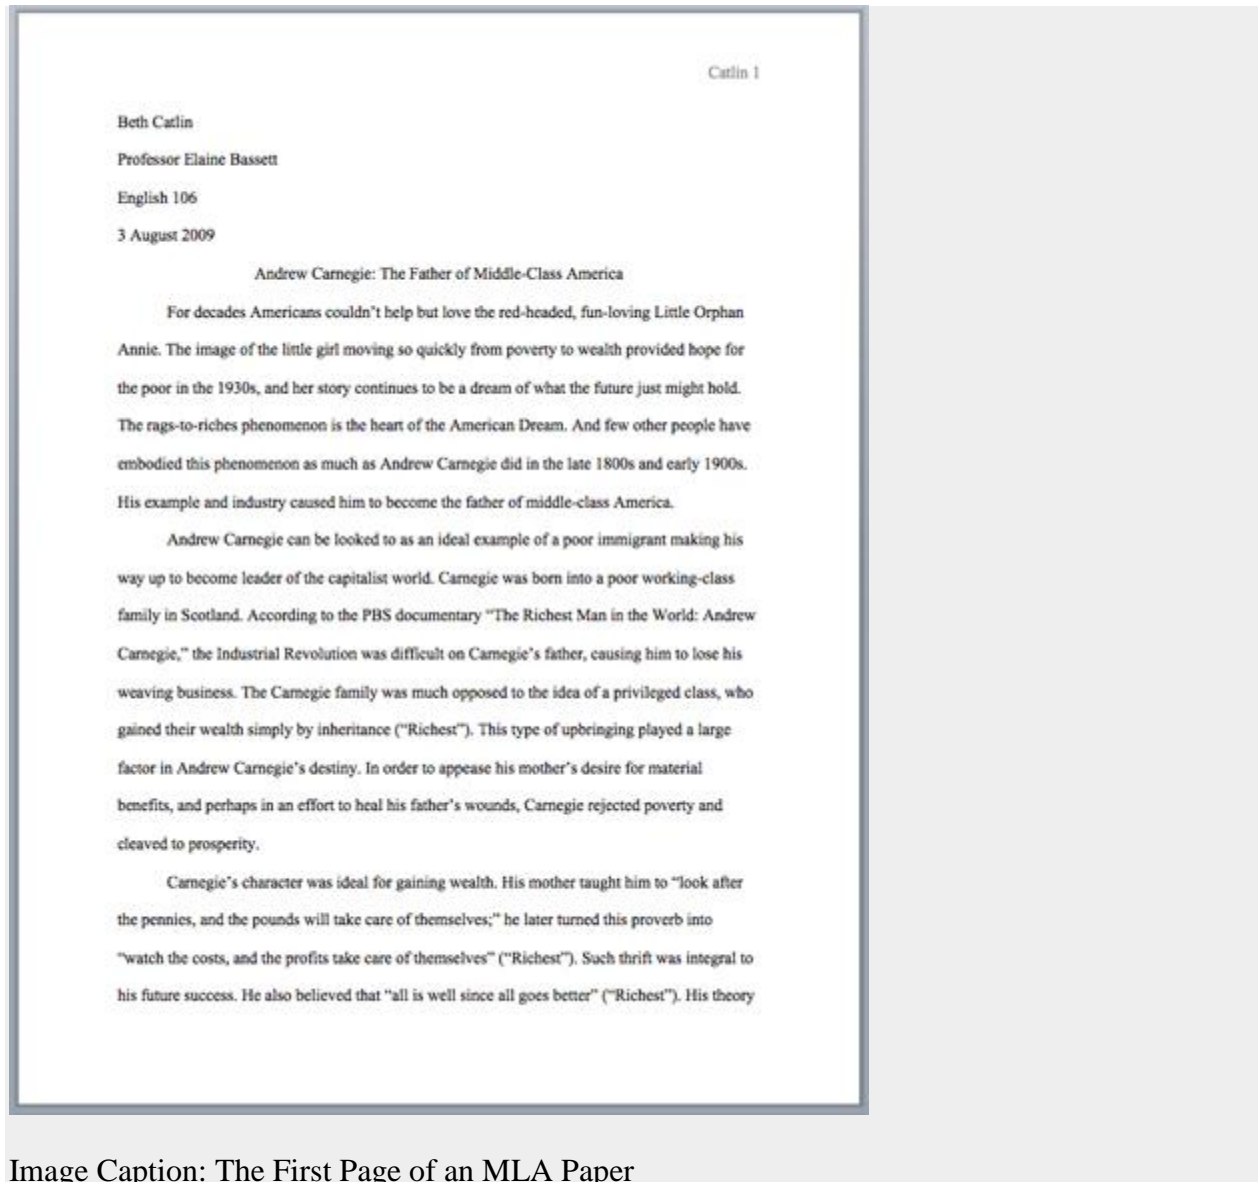 Catlin 1
Beth Catlin
Professor Elaine Bassett
English 106
3 August 2009
Andrew Carnegie: The Father of Middle-Class America
For decades Americans couldn't help but love the red-headed, fun-loving Little Orphan
Annie. The image of the little girl moving so quickly from poverty to wealth provided hope for
the poor in the 1930s, and her story continues to be a dream of what the future just might hold.
The rags-to-riches phenomenon is the heart of the American Dream. And few other people have
embodied this phenomenon as much as Andrew Carnegie did in the late 1800s and early 1900s.
His example and industry caused him to become the father of middle-class America.
Andrew Carnegie can be looked to as an ideal example of a poor immigrant making his
way up to become leader of the capitalist world. Carnegie was born into a poor working-class
family in Scotland. According to the PBS documentary “The Richest Man in the World: Andrew
Carnegie,” the Industrial Revolution was difficult on Carnegie's father, causing him to lose his
weaving business. The Carnegie family was much opposed to the idea of a privileged class, who
gained their wealth simply by inheritance (“Richest”). This type of upbringing played a large
factor in Andrew Carnegie's destiny. In order to appease his mother's desire for material
benefits, and perhaps in an effort to heal his father's wounds, Carnegie rejected poverty and
cleaved to prosperity.
Carnegie's character was ideal for gaining wealth. His mother taught him to “look after
the pennies, and the pounds will take care of themselves;” he later turned this proverb into
“watch the costs, and the profits take care of themselves” (“Richest”). Such thrift was integral to
his future success. He also believed that “all is well since all goes better” (“Richest”). His theory
Image Caption: The First Page of an MLA Paper